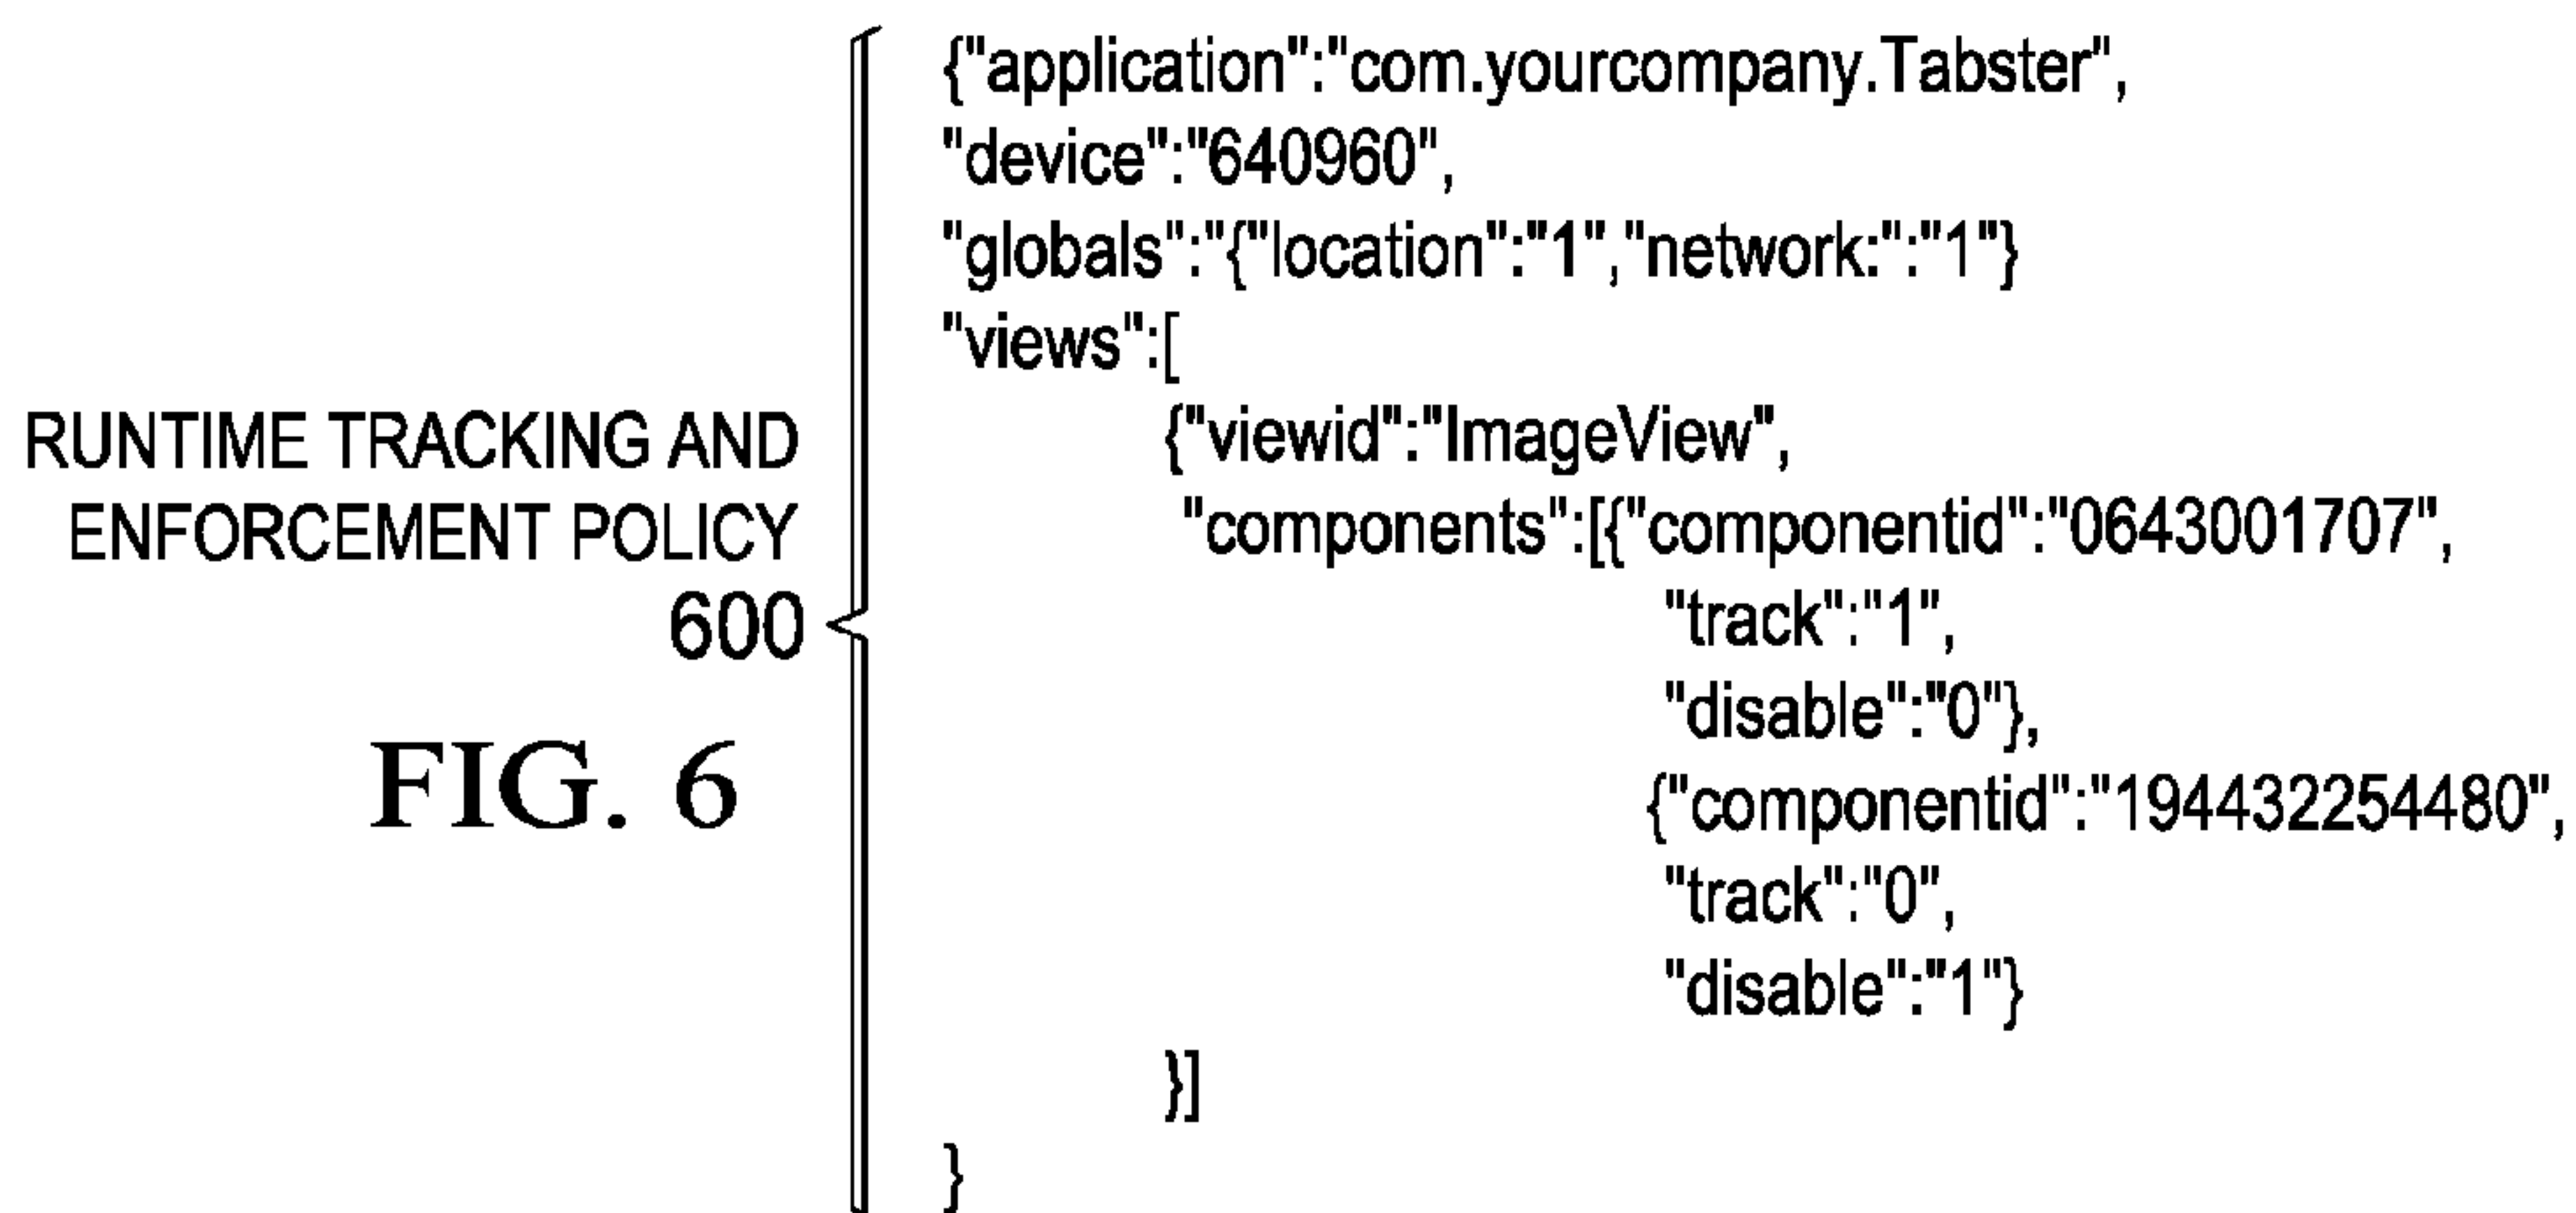 {"application":"com.yourcompany.Tabster",
"device":"640960",
"globals":"{"location":"1","network:":"1"}
"views":[
{"viewid":"ImageView",
"components":[{"componentid":"0643001707",
"track":"1",
"disable":"0"},
{"componentid":"194432254480",
"track":"0",
"disable":"1"}
}]
}
RUNTIME TRACKING AND
ENFORCEMENT POLICY
600
FIG. 6